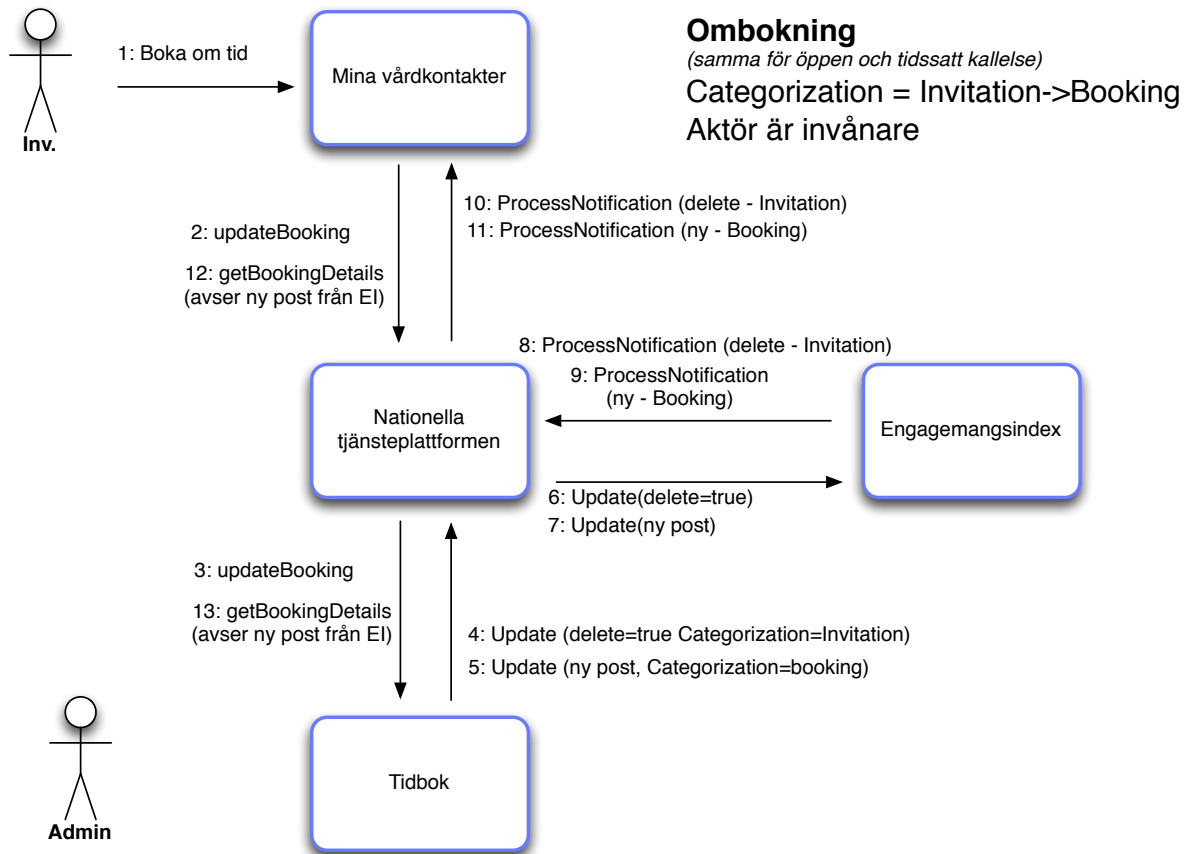 Ombokning
(samma för öppen och tidssatt kallelse)
Categorization = Invitation->Booking
Aktör är invånare
1: Boka om tid
Mina vårdkontakter
Inv.
10: ProcessNotification (delete - Invitation)
11: ProcessNotification (ny - Booking)
2: updateBooking
12: getBookingDetails
(avser ny post från EI)
8: ProcessNotification (delete - Invitation)
9: ProcessNotification
(ny - Booking)
Nationella
tjänsteplattformen
Engagemangsindex
6: Update(delete=true)
7: Update(ny post)
3: updateBooking
13: getBookingDetails
(avser ny post från EI)
4: Update (delete=true Categorization=Invitation)
5: Update (ny post, Categorization=booking)
Tidbok
Admin